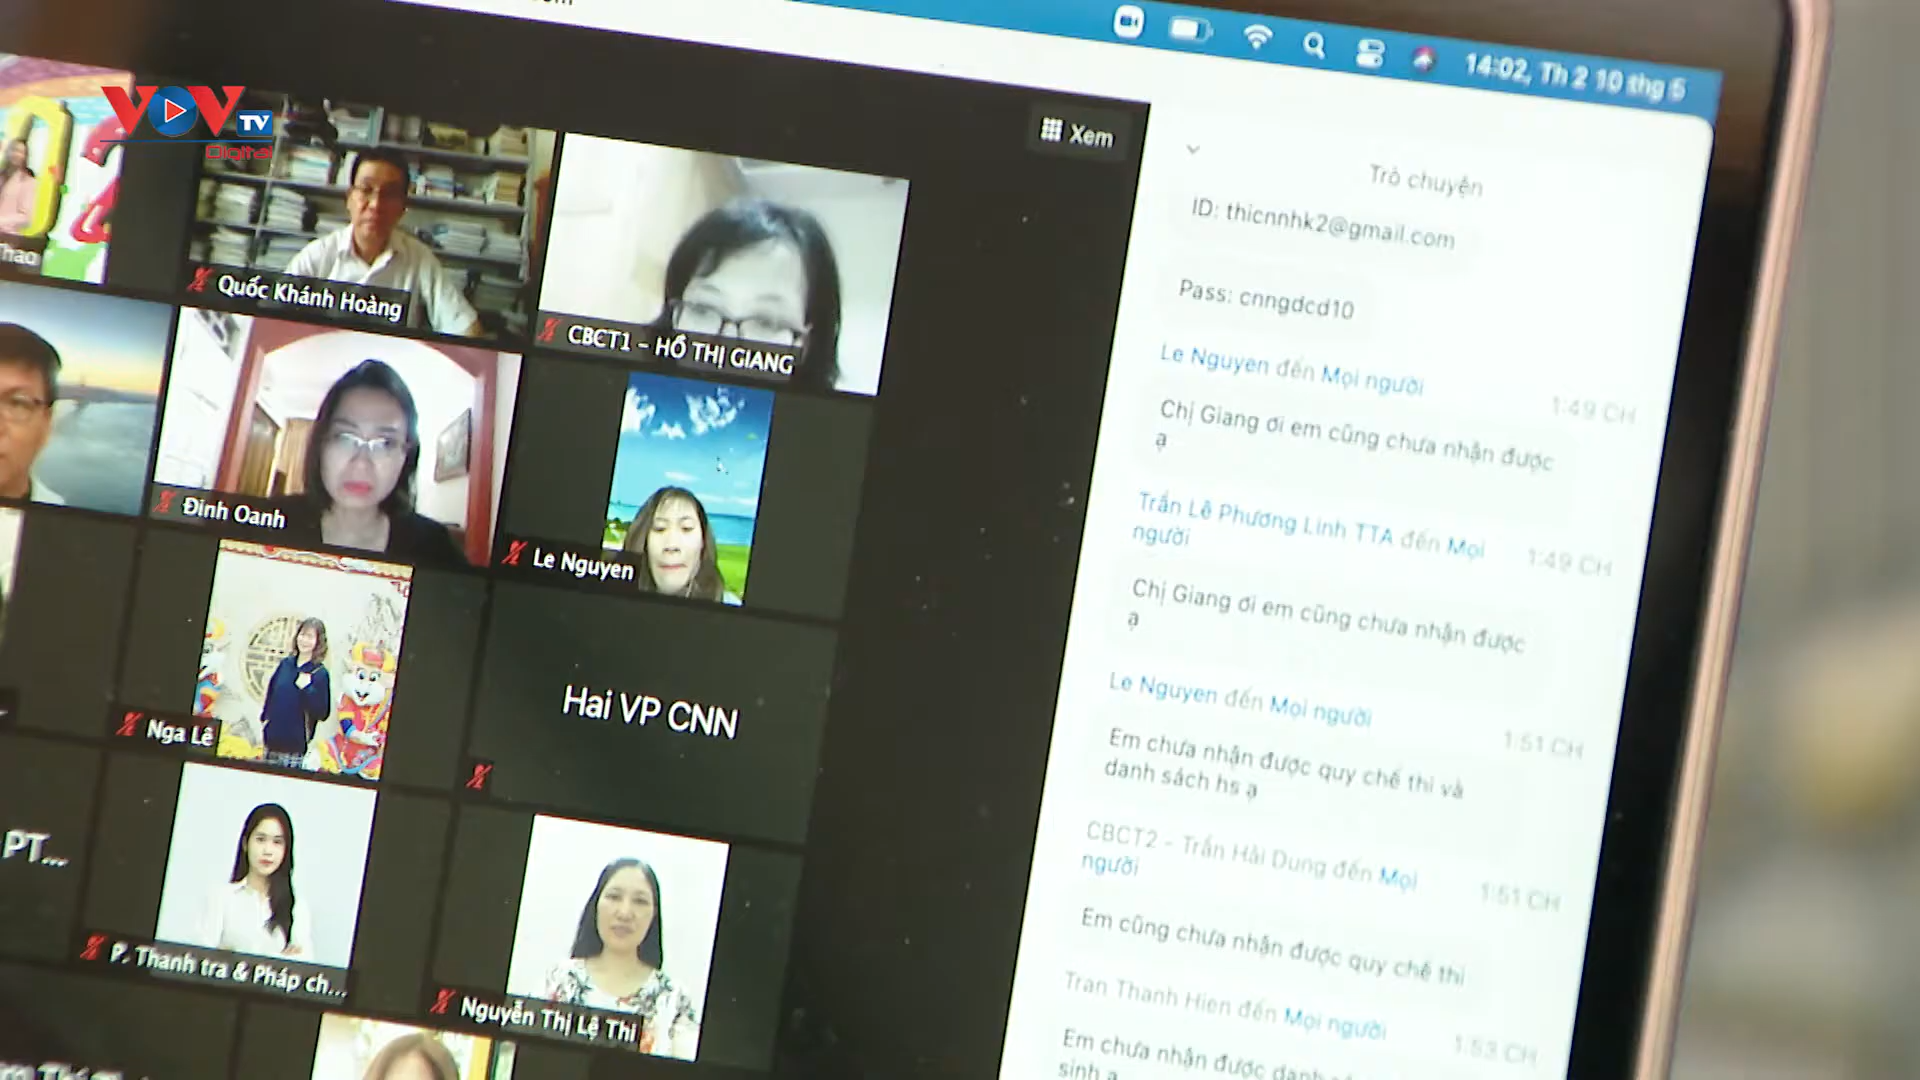 14:02, Th 2 10 thg 5
VOV
TV
Digital
Xem
Quốc Khánh Hoàng
CBCT1 - HỒ THỊ GIANG
Đinh Oanh
Le Nguyen
Nga Lê
Hai VP CNN
PT...
P. Thanh tra & Pháp ch...
Nguyễn Thị Lệ Thi
Trò chuyện
ID: thicnnhk2@gmail.com
Pass: cnngdcd10
Le Nguyen đến Mọi người
1:49 CH
Chị Giang ơi em cũng chưa nhận được
ạ
Trần Lê Phương Linh TTA đến Mọi
người
1:49 CH
Chị Giang ơi em cũng chưa nhận được
ạ
Le Nguyen đến Mọi người
1:51 CH
Em chưa nhận được quy chế thi và
danh sách hs ạ
CBCT2 - Trần Hải Dung đến Mọi
người
1:51 CH
Em cũng chưa nhận được quy chế thi
Tran Thanh Hien đến Mọi người
1:53 CH
Em chưa nhận được danh
sinh ạ